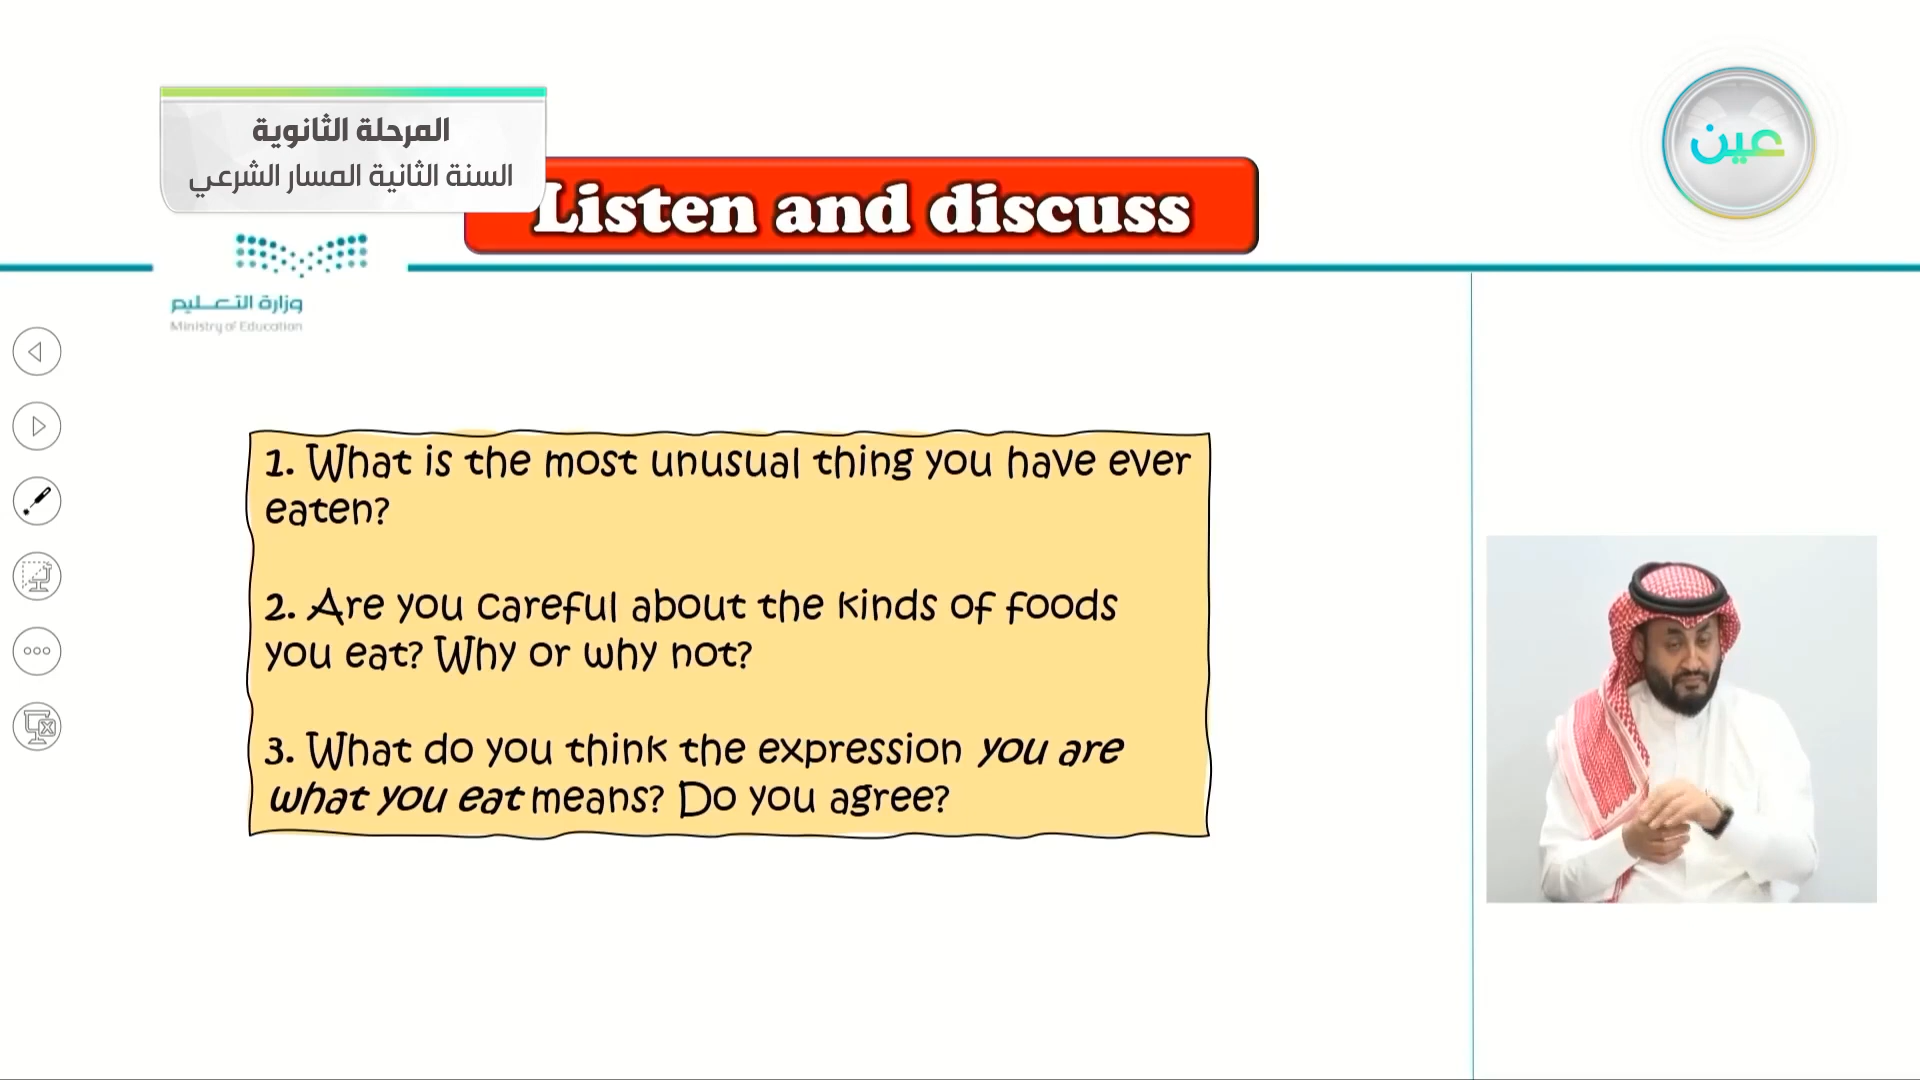 المرحلة الثانوية
السنة الثانية المسار الشرعي
عين
Listen and discuss
وزارة التعليم
Ministry of Education
1. What is the most unusual thing you have ever
eaten?
2. Are you careful about the kinds of foods
you eat? Why or why not?
3. What do you think the expression you are
what you eat means? Do you agree?